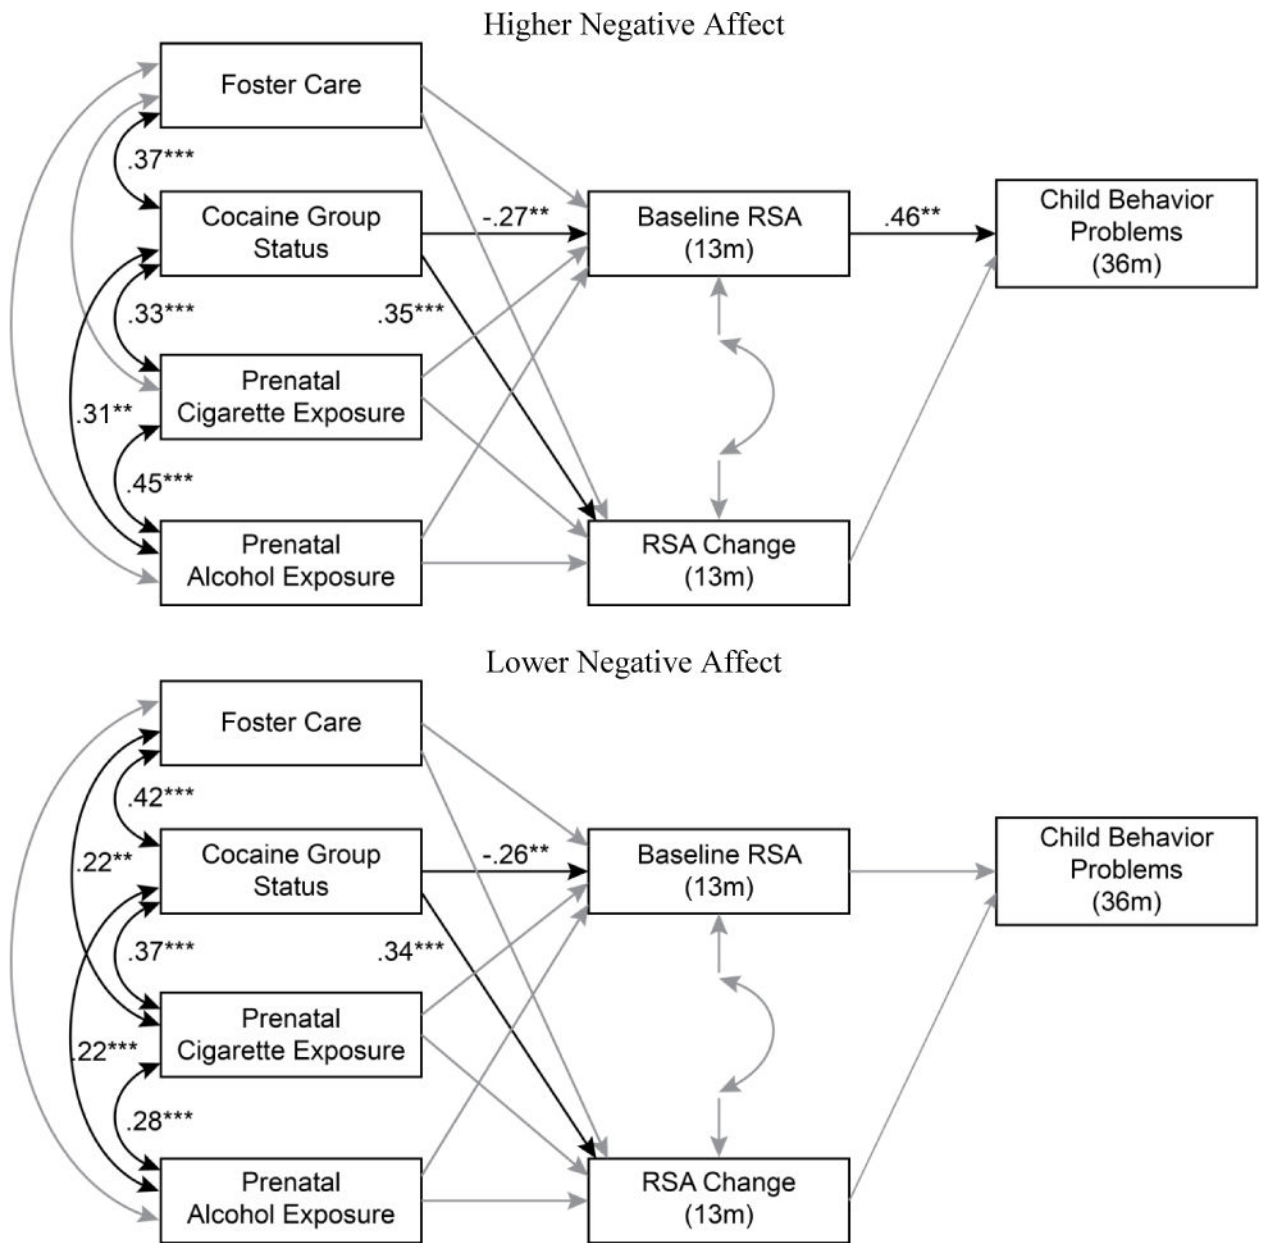 Higher Negative Affect
Foster Care
.37***
Cocaine Group
Status
-.27**
Baseline RSA
(13m)
.46**
Child Behavior
Problems
(36m)
.33***
.35***
Prenatal
Cigarette Exposure
.31**
.45***
Prenatal
Alcohol Exposure
RSA Change
(13m)
Lower Negative Affect
Foster Care
.42***
Cocaine Group
Status
-.26**
Baseline RSA
(13m)
Child Behavior
Problems
(36m)
.22**
.37***
.34***
Prenatal
Cigarette Exposure
.22***
.28***
Prenatal
Alcohol Exposure
RSA Change
(13m)